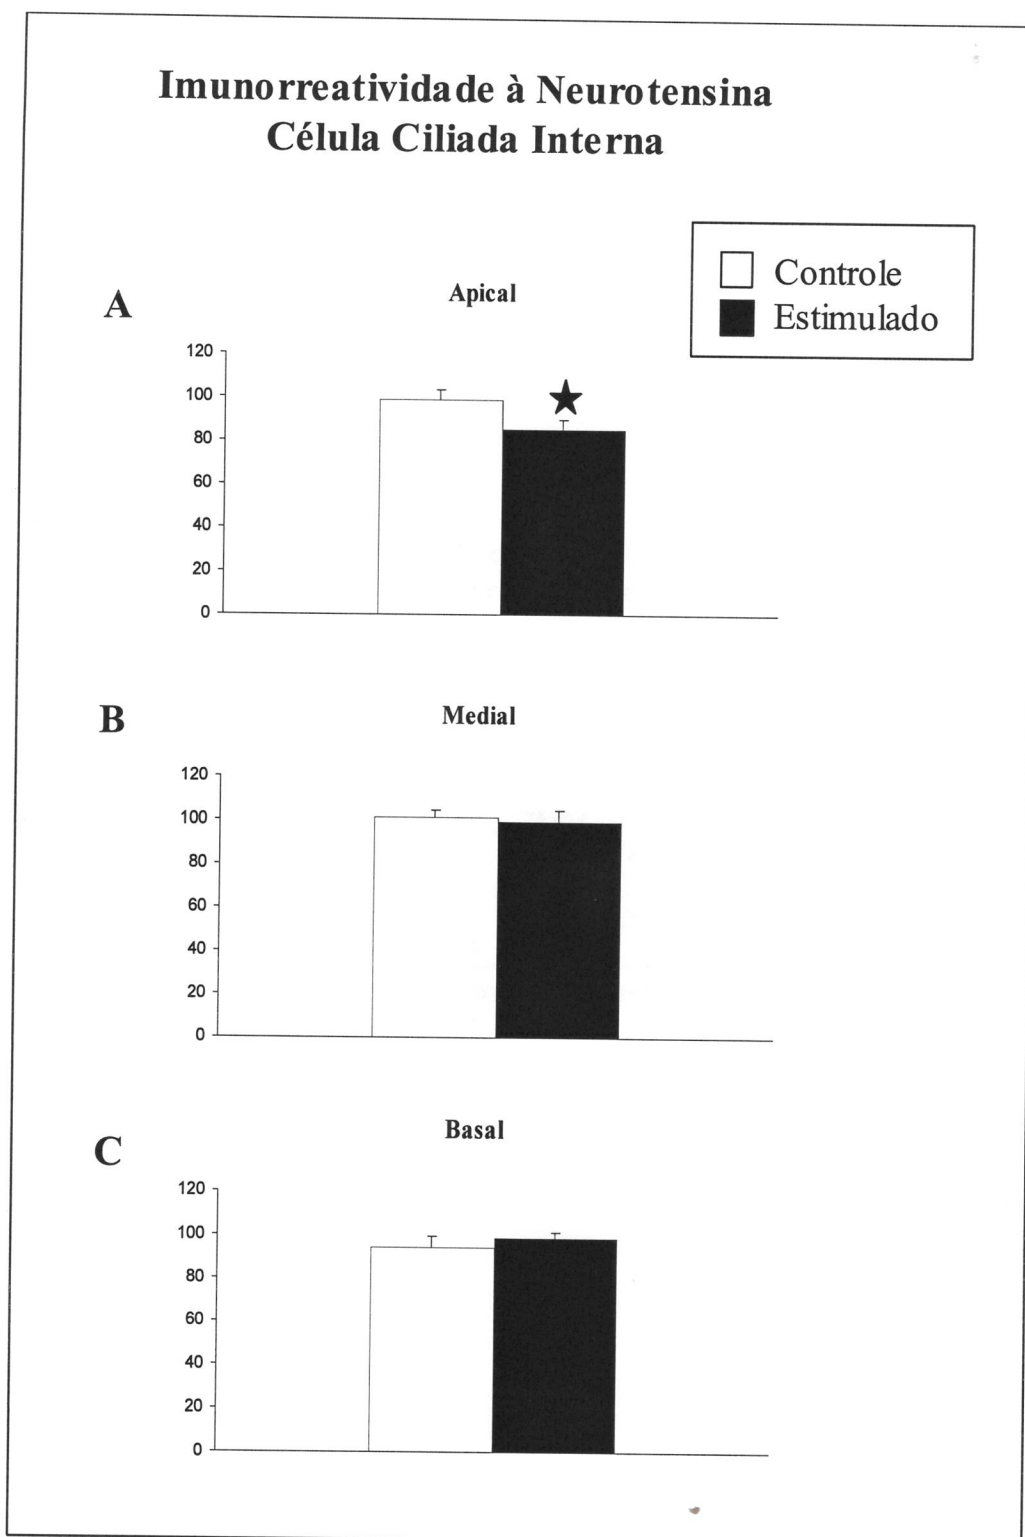 Imunorreatividade à Neurotensina
Célula Ciliada Interna
Controle
Estimulado
A
Apical
120
100
80
60
40
20
0
B
Medial
120
100
80
60
40
20
0
C
Basal
120
100
80
60
40
20
0